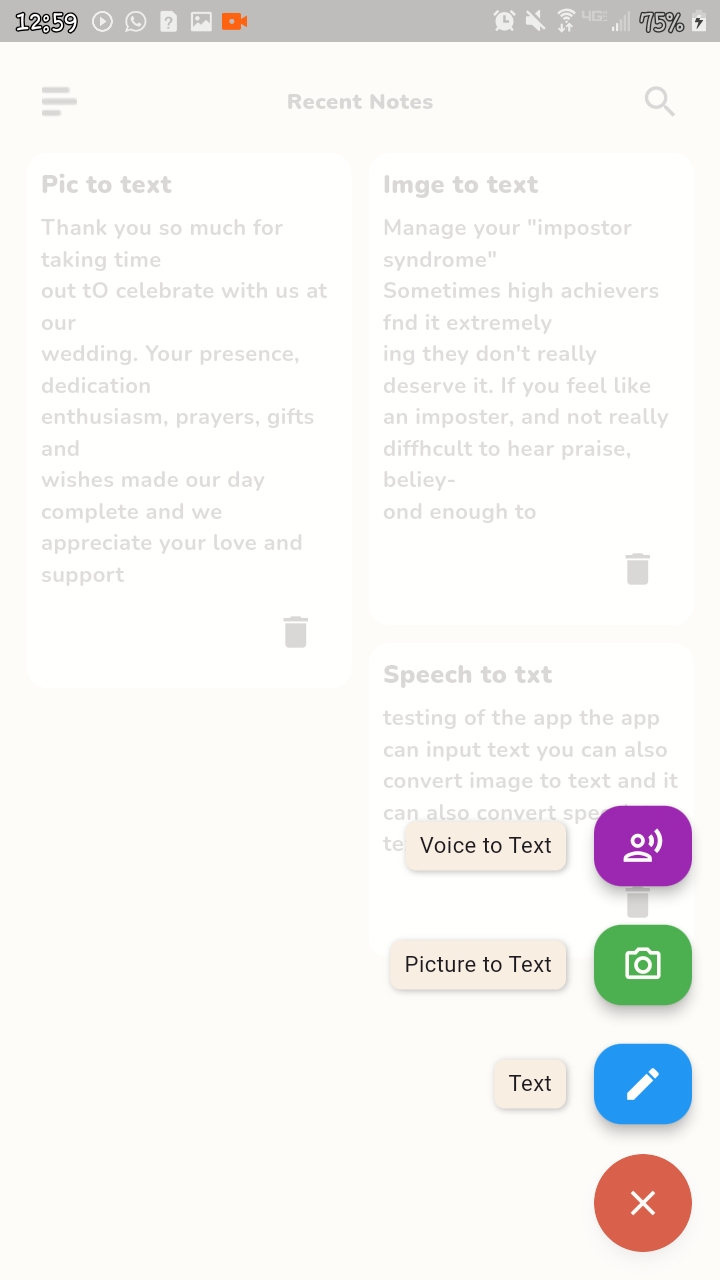 12:59
75%
Recent Notes
Pic to text
Thank you so much for
taking time
out tO celebrate with us at
our
wedding. Your presence,
dedication
enthusiasm, prayers, gifts
and
wishes made our day
complete and we
appreciate your love and
support
Imge to text
Manage your "impostor
syndrome"
Sometimes high achievers
fnd it extremely
ing they don't really
deserve it. If you feel like
an imposter, and not really
diffhcult to hear praise,
beliey-
ond enough to
Speech to txt
testing of the app the app
can input text you can also
convert image to text and it
can also convert
Voice to Text
Picture to Text
Text